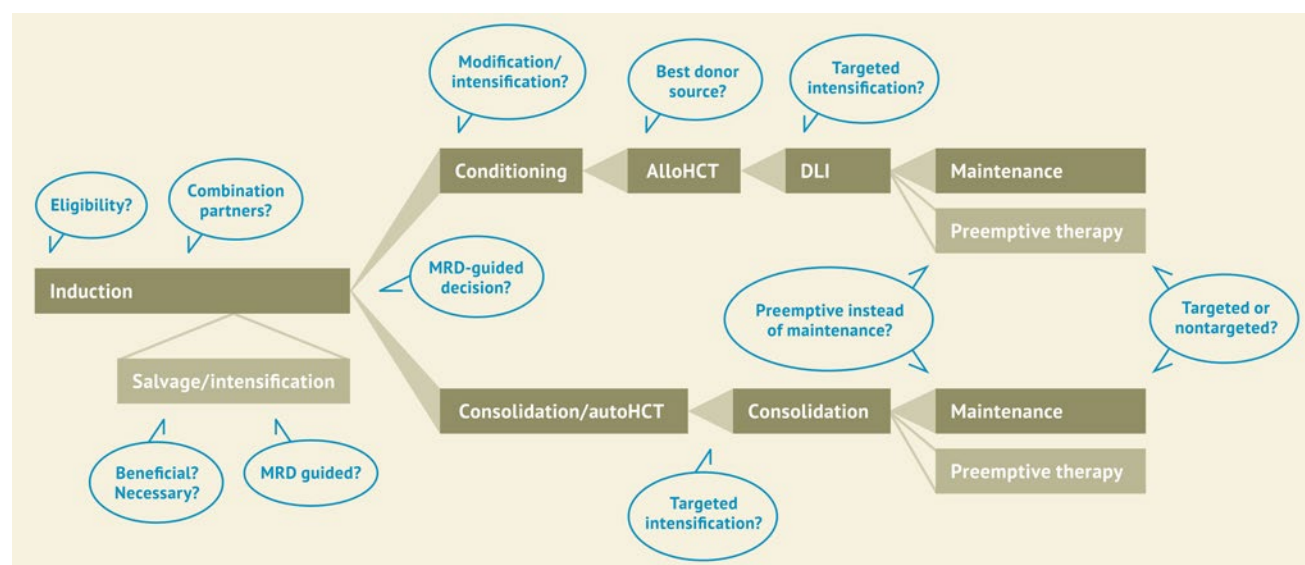 Modification/
intensification?
Best donor
source?
Targeted
intensification?
Conditioning
AlloHCT
DLI
Maintenance
Preemptive therapy
Eligibility?
Combination
partners?
Induction
MRD-guided
decision?
Salvage/intensification
Beneficial?
Necessary?
MRD guided?
Preemptive instead
of maintenance?
Targeted or
nontargeted?
Consolidation/autoHCT
Consolidation
Maintenance
Preemptive therapy
Targeted
intensification?